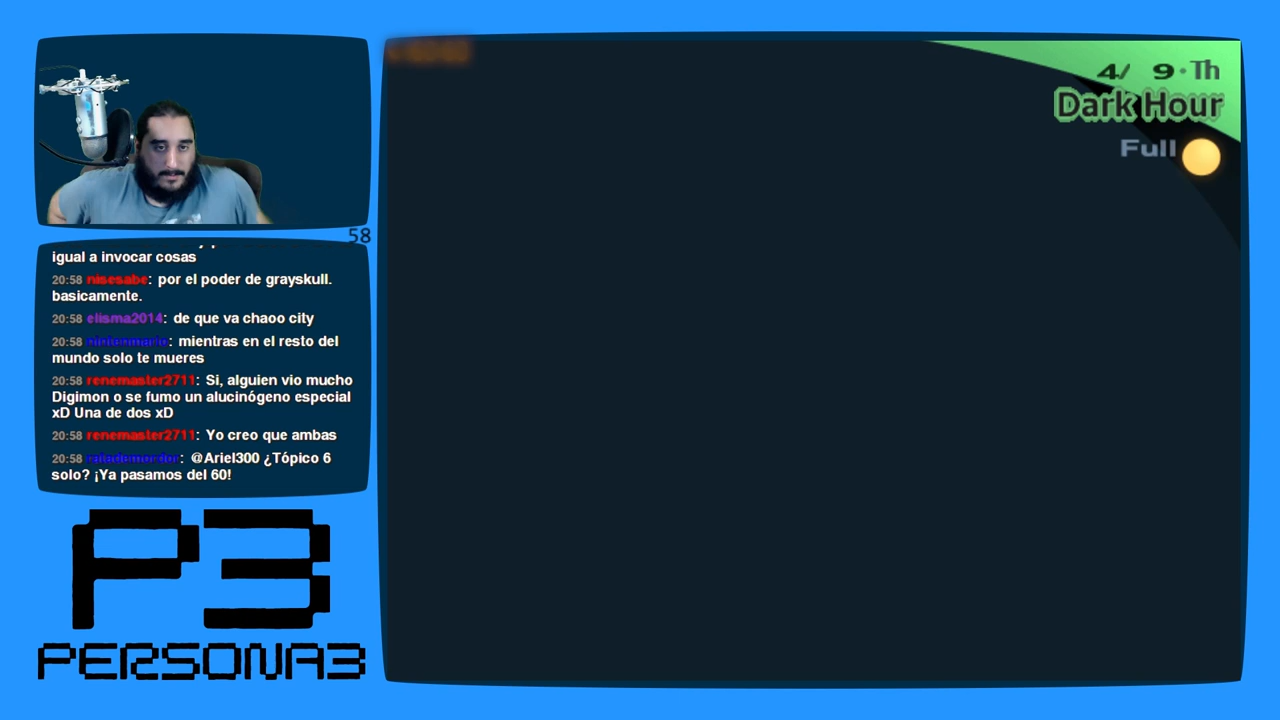 4/ 9·Th
Dark Hour
Full
58
igual a invocar cosas
20:58 nisesabe: por el poder de grayskull.
basicamente.
20:58 elisma2014: de que va chaoo city
20:58 : mientras en el resto del
mundo solo te mueres
20:58 renemaster2711: Si, alguien vio mucho
Digimon o se fumo un alucinógeno especial
xD Una de dos xD
20:58 renemaster2711: Yo creo que ambas
20:58 : @Ariel300 ¿Tópico 6
solo? ¡Ya pasamos del 60!
P3
PERSONA3